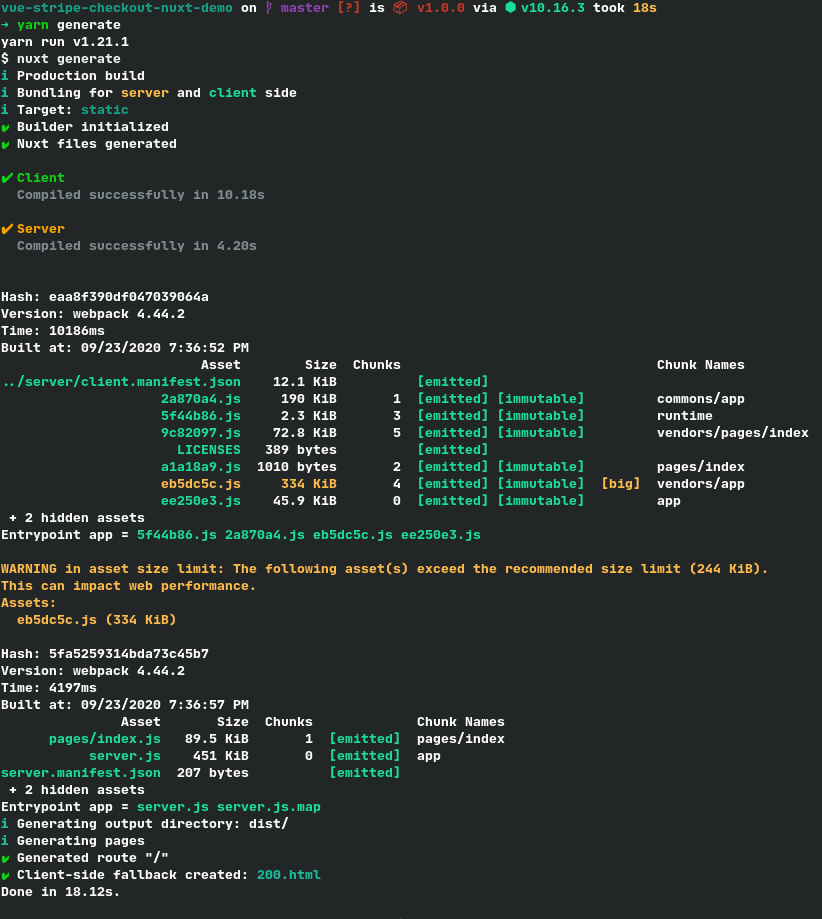 vue-stripe-checkout-nuxt-demo on master [?] is 📦 v1.0.0 via ⬢ v10.16.3 took 18s
➜ yarn generate
yarn run v1.21.1
$ nuxt generate
i Production build
i Bundling for server and client side
i Target: static
✔ Builder initialized
✔ Nuxt files generated
✔ Client
Compiled successfully in 10.18s
✔ Server
Compiled successfully in 4.20s
Hash: eaa8f390df047039064a
Version: webpack 4.44.2
Time: 10186ms
Built at: 09/23/2020 7:36:52 PM
Asset Size Chunks Chunk Names
../server/client.manifest.json 12.1 KiB [emitted]
2a870a4.js 190 KiB 1 [emitted] [immutable] commons/app
5f44b86.js 2.3 KiB 3 [emitted] [immutable] runtime
9c82097.js 72.8 KiB 5 [emitted] [immutable] vendors/pages/index
LICENSES 389 bytes [emitted]
a1a18a9.js 1010 bytes 2 [emitted] [immutable] pages/index
eb5dc5c.js 334 KiB 4 [emitted] [immutable] [big] vendors/app
ee250e3.js 45.9 KiB 0 [emitted] [immutable] app
+ 2 hidden assets
Entrypoint app = 5f44b86.js 2a870a4.js eb5dc5c.js ee250e3.js
WARNING in asset size limit: The following asset(s) exceed the recommended size limit (244 KiB).
This can impact web performance.
Assets:
eb5dc5c.js (334 KiB)
Hash: 5fa5259314bda73c45b7
Version: webpack 4.44.2
Time: 4197ms
Built at: 09/23/2020 7:36:57 PM
Asset Size Chunks Chunk Names
pages/index.js 89.5 KiB 1 [emitted] pages/index
server.js 451 KiB 0 [emitted] app
server.manifest.json 207 bytes [emitted]
+ 2 hidden assets
Entrypoint app = server.js server.js.map
i Generating output directory: dist/
i Generating pages
✔ Generated route "/"
✔ Client-side fallback created: 200.html
Done in 18.12s.